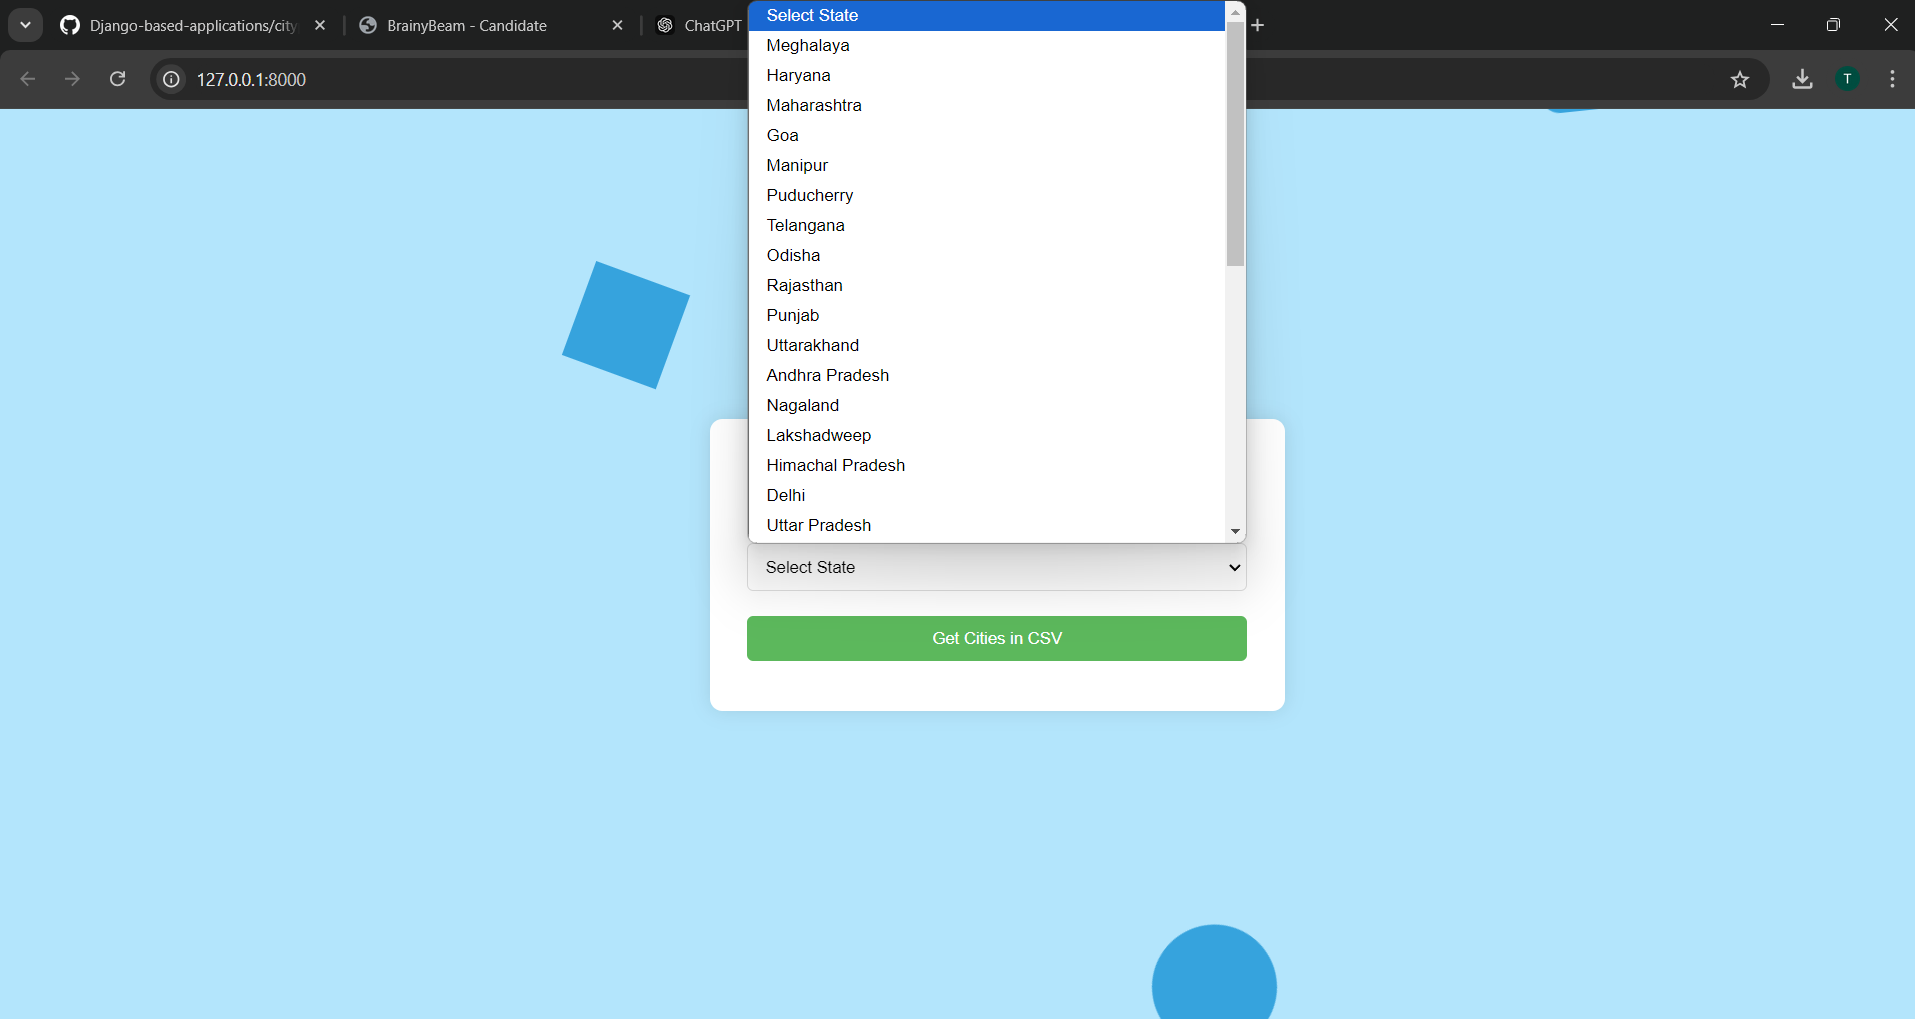 Django-based-applications/city
BrainyBeam - Candidate
ChatGPT
127.0.0.1:8000
T
Select State
Meghalaya
Haryana
Maharashtra
Goa
Manipur
Puducherry
Telangana
Odisha
Rajasthan
Punjab
Uttarakhand
Andhra Pradesh
Nagaland
Lakshadweep
Himachal Pradesh
Delhi
Uttar Pradesh
Select State
Get Cities in CSV